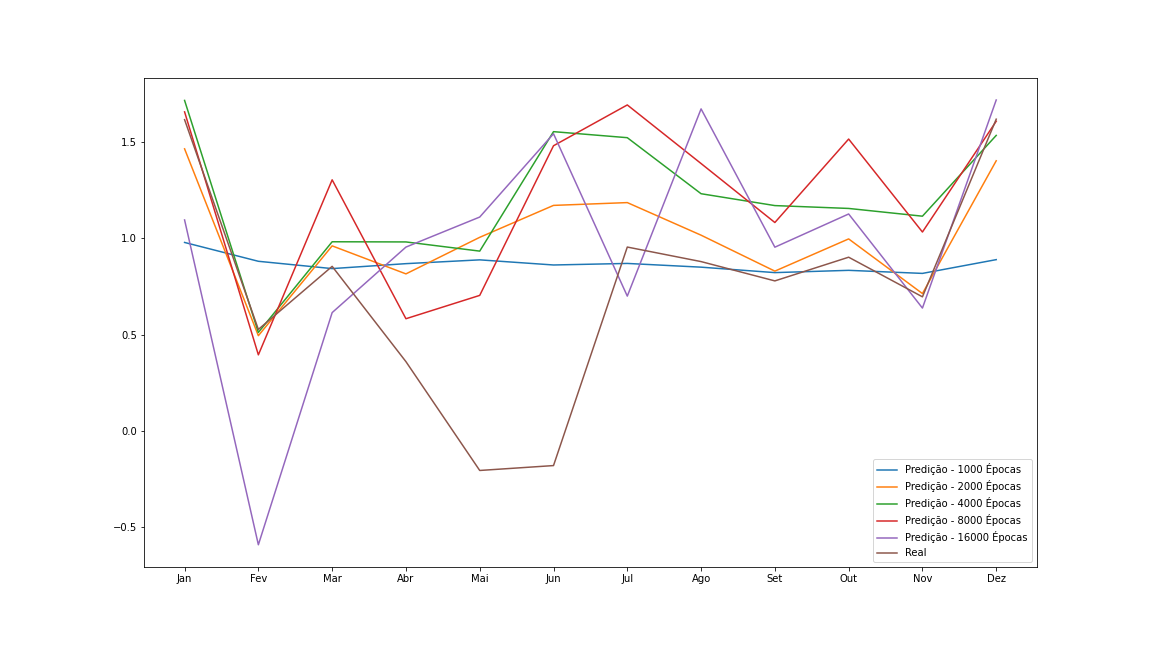 1.5
1.0
0.5
0.0
−0.5
Jan Fev Mar Abr Mai Jun Jul Ago Set Out Nov Dez
Predição - 1000 Épocas
Predição - 2000 Épocas
Predição - 4000 Épocas
Predição - 8000 Épocas
Predição - 16000 Épocas
Real